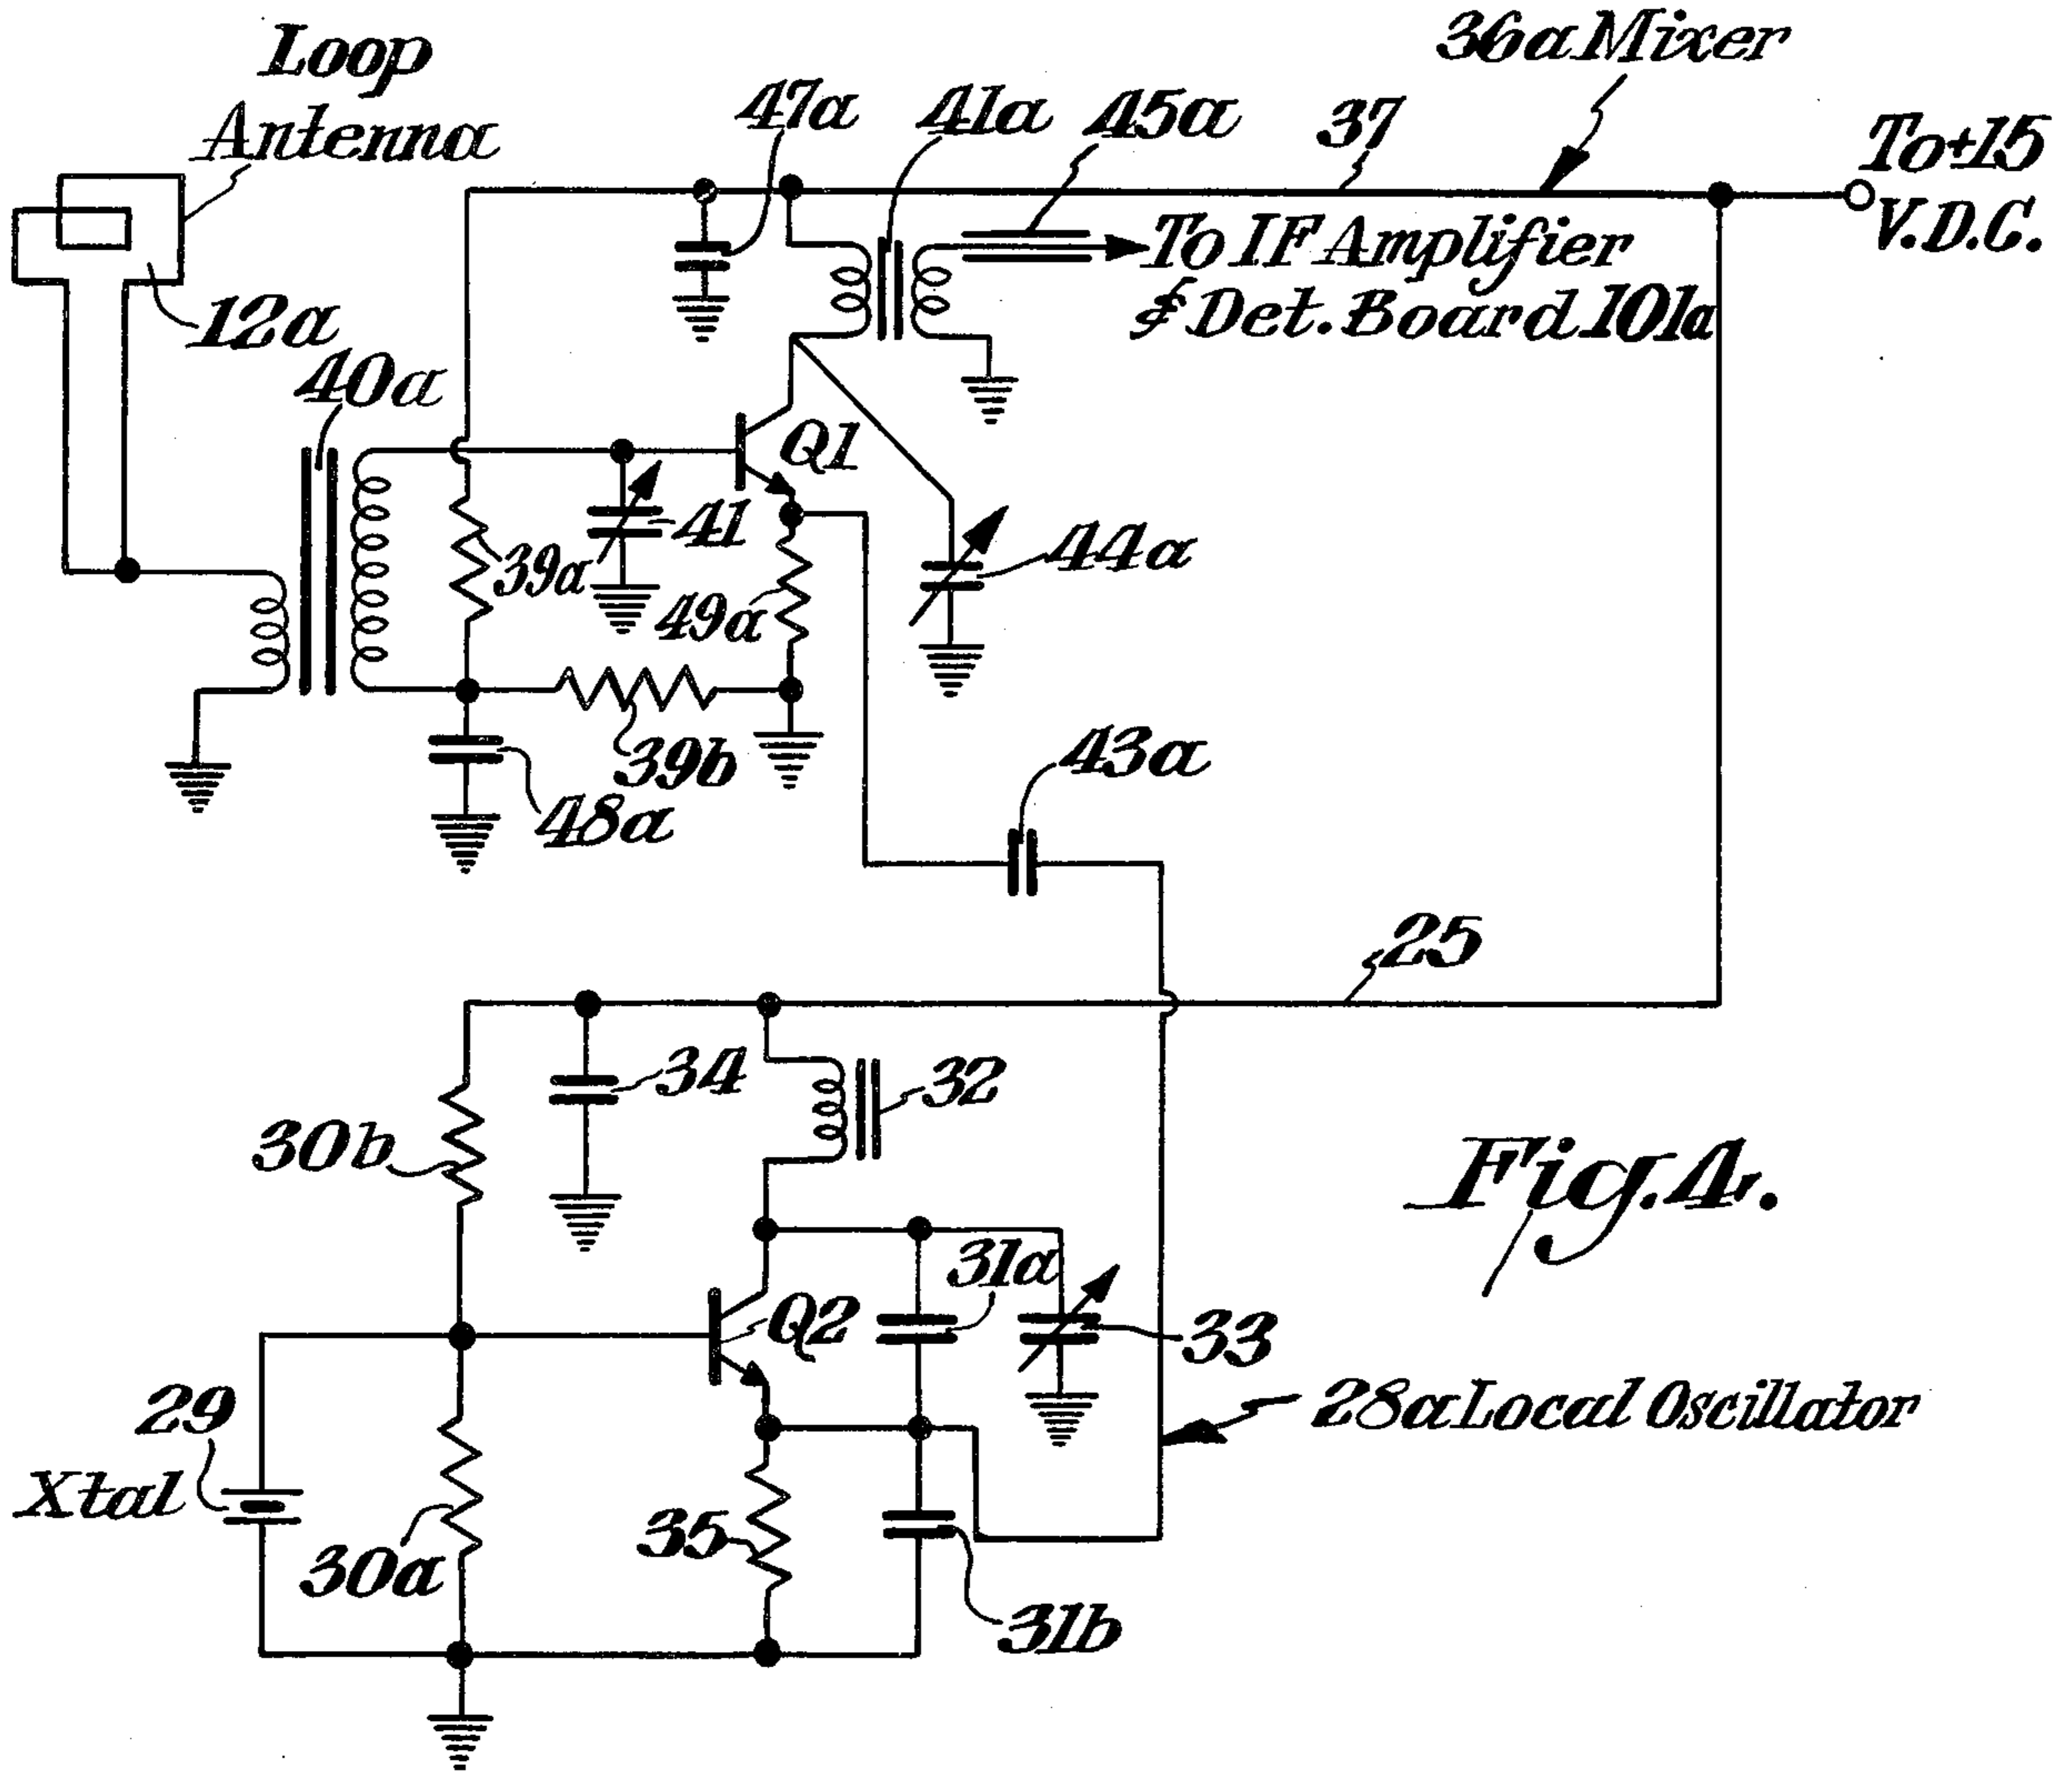 Loop
Antenna
12a
40a
47a
41a
45a
37
36a Mixer
To +15
V.D.C.
To IF Amplifier
& Det. Board 101a
Q1
41
39a
49a
44a
39b
48a
43a
25
34
32
30b
Fig. 4.
31a
Q2
33
28a Local Oscillator
29
Xtal
30a
35
31b